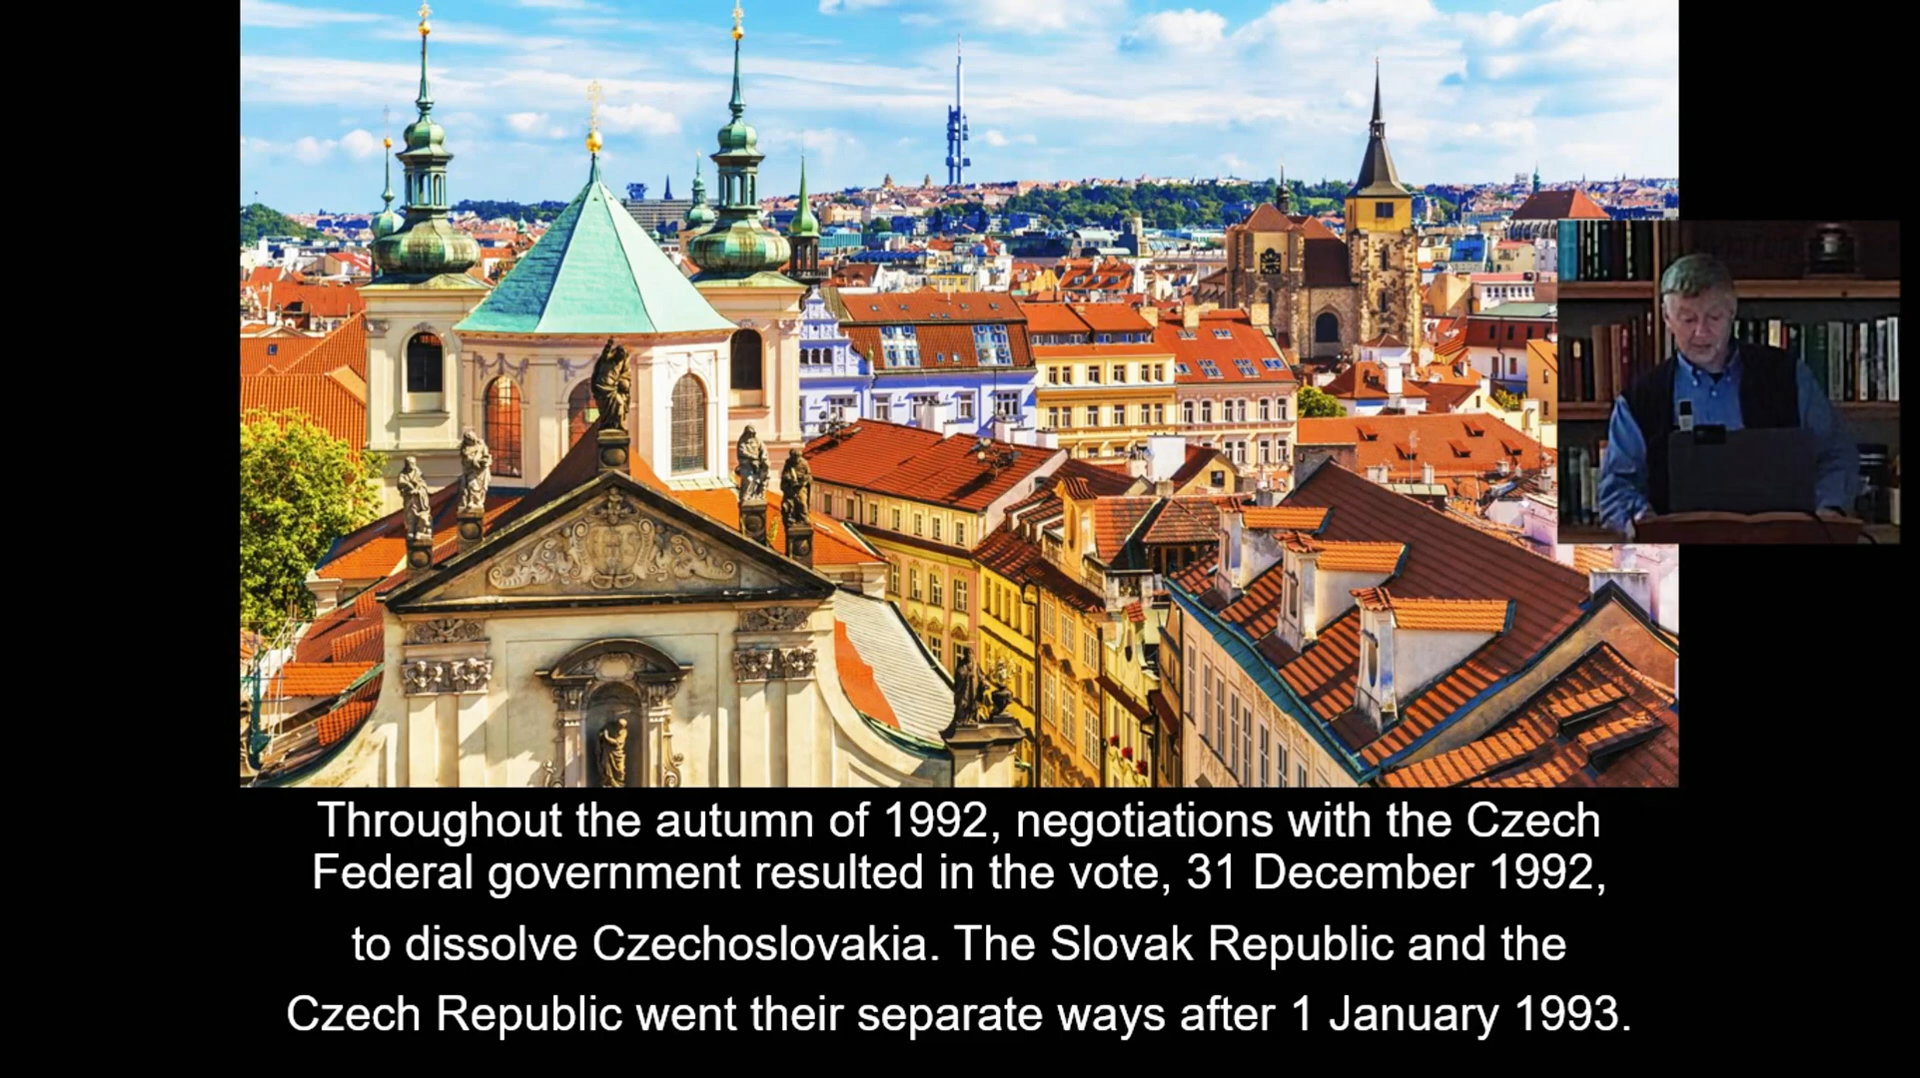 Throughout the autumn of 1992, negotiations with the Czech
Federal government resulted in the vote, 31 December 1992,
to dissolve Czechoslovakia. The Slovak Republic and the
Czech Republic went their separate ways after 1 January 1993.